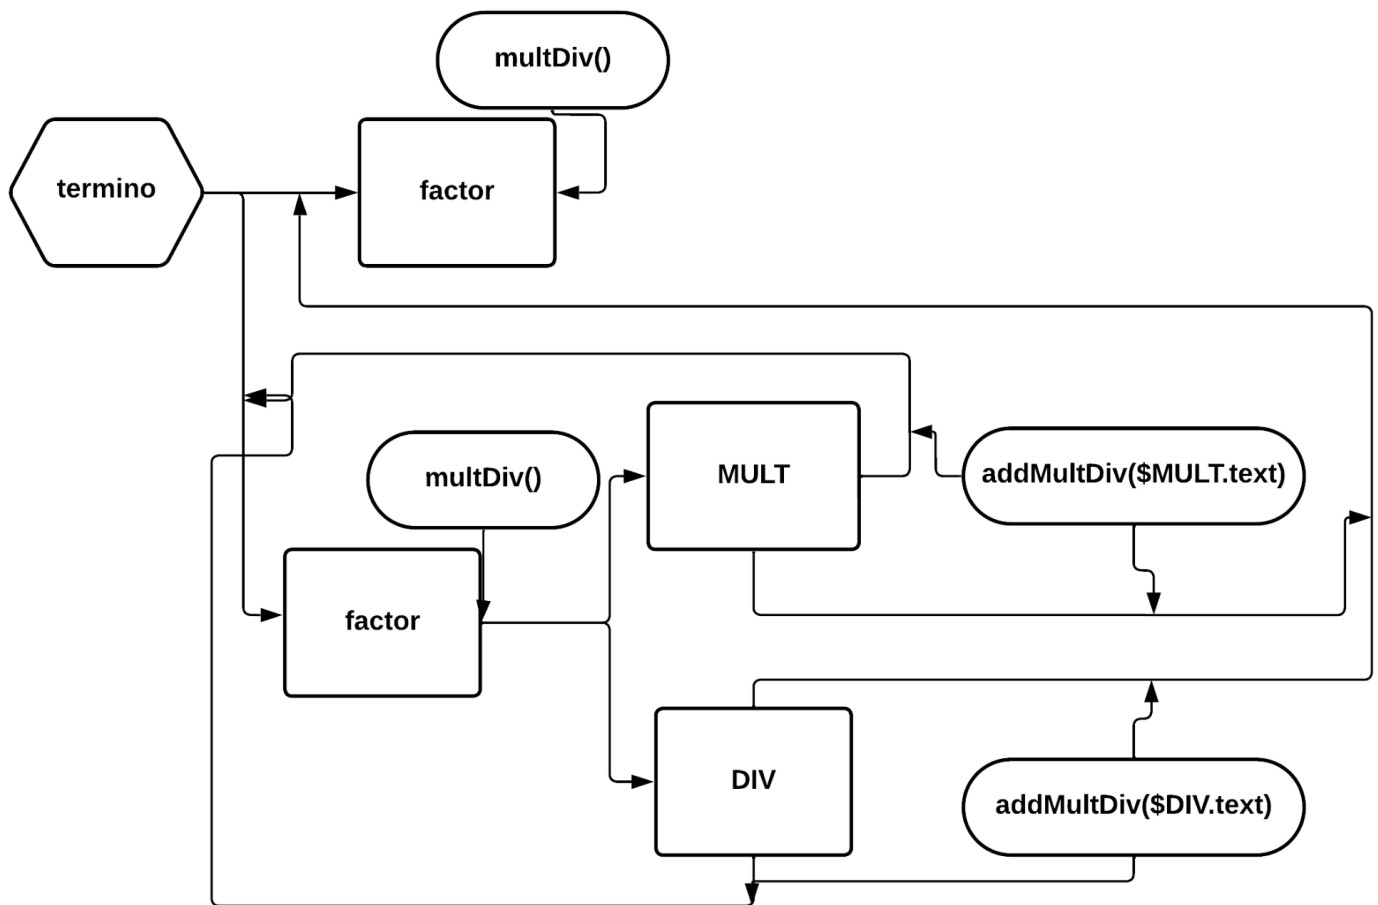 multDiv()
termino
factor
multDiv()
MULT
addMultDiv($MULT.text)
factor
DIV
addMultDiv($DIV.text)